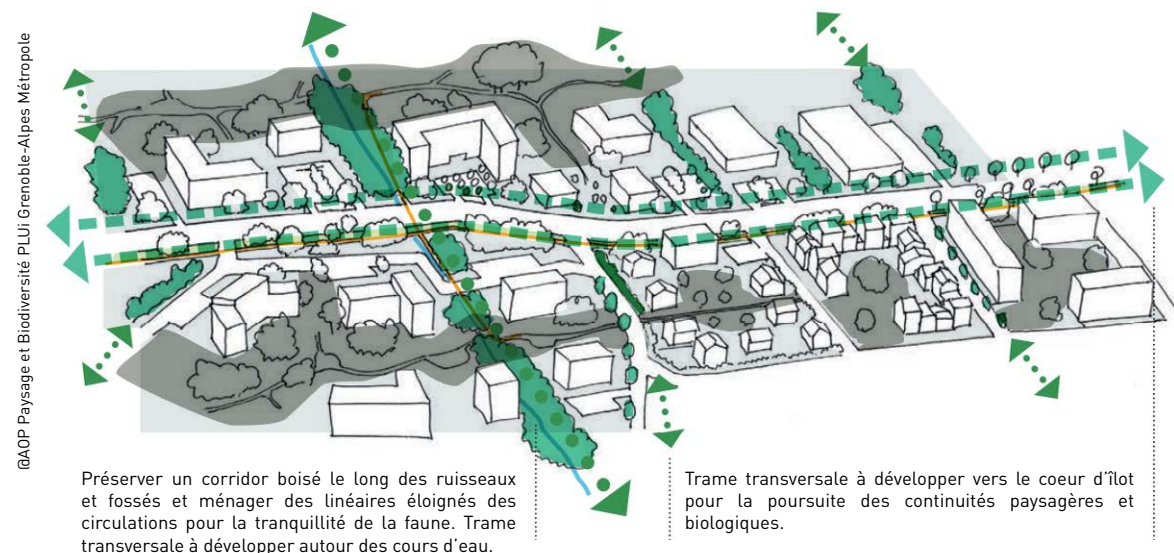 @AOP Paysage et Biodiversité PLUi Grenoble-Alpes Métropole
Préserver un corridor boisé le long des ruisseaux
et fossés et ménager des linéaires éloignés des
circulations pour la tranquillité de la faune. Trame
transversale à développer autour des cours d'eau.
Trame transversale à développer vers le coeur d'îlot
pour la poursuite des continuités paysagères et
biologiques.